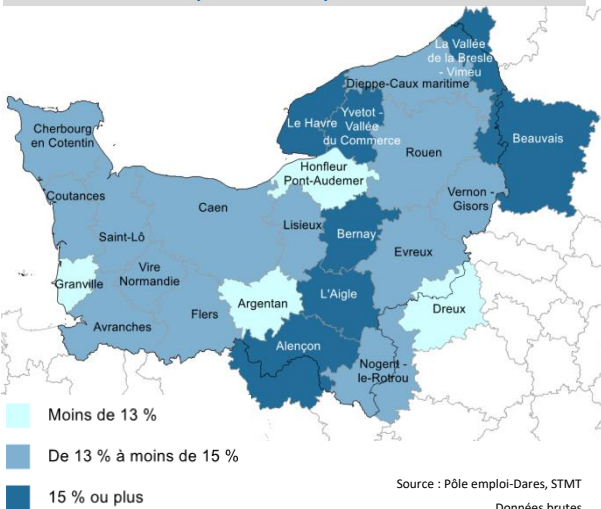 La Vallée
de la Bresle
- Vimeu
Dieppe-Caux maritime
Le Havre
Yvetot -
Vallée
du Commerce
Beauvais
Cherbourg
en Cotentin
Rouen
Honfleur
Pont-Audemer
Coutances
Caen
Vernon -
Gisors
Lisieux
Bernay
Saint-Lô
Evreux
Vire
Normandie
Granville
Argentan
L'Aigle
Dreux
Flers
Avranches
Alençon
Nogent -
le-Rotrou
Moins de 13 %
De 13 % à moins de 15 %
15 % ou plus
Source : Pôle emploi-Dares, STMT
Données brutes